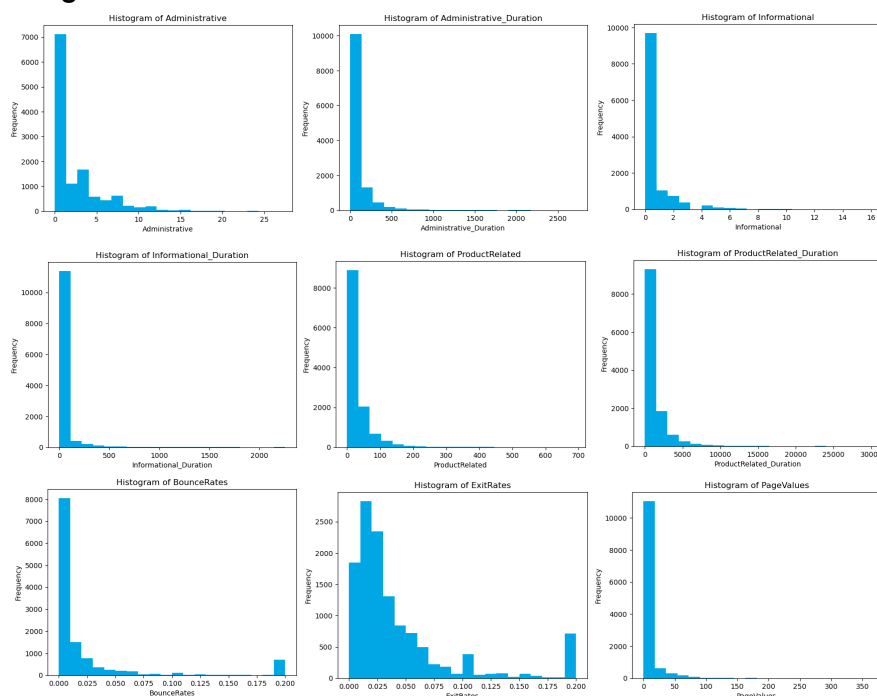 Histogram of Administrative
Frequency
7000
6000
5000
4000
3000
2000
1000
0
0 5 10 15 20 25
Administrative
Histogram of Administrative_Duration
Frequency
10000
8000
6000
4000
2000
0
0 500 1000 1500 2000 2500
Administrative_Duration
Histogram of Informational
Frequency
10000
8000
6000
4000
2000
0
0 2 4 6 8 10 12 14 16
Informational
Histogram of Informational_Duration
Frequency
10000
8000
6000
4000
2000
0
0 500 1000 1500 2000
Informational_Duration
Histogram of ProductRelated
Frequency
8000
6000
4000
2000
0
0 100 200 300 400 500 600 700
ProductRelated
Histogram of ProductRelated_Duration
Frequency
8000
6000
4000
2000
0
0 5000 10000 15000 20000 25000 3000
ProductRelated_Duration
Histogram of BounceRates
Frequency
8000
7000
6000
5000
4000
3000
2000
1000
0
0.000 0.025 0.050 0.075 0.100 0.125 0.150 0.175 0.200
BounceRates
Histogram of ExitRates
Frequency
2500
2000
1500
1000
500
0
0.000 0.025 0.050 0.075 0.100 0.125 0.150 0.175 0.200
ExitRates
Histogram of PageValues
Frequency
10000
8000
6000
4000
2000
0
0 50 100 150 200 250 300 350
PageValues